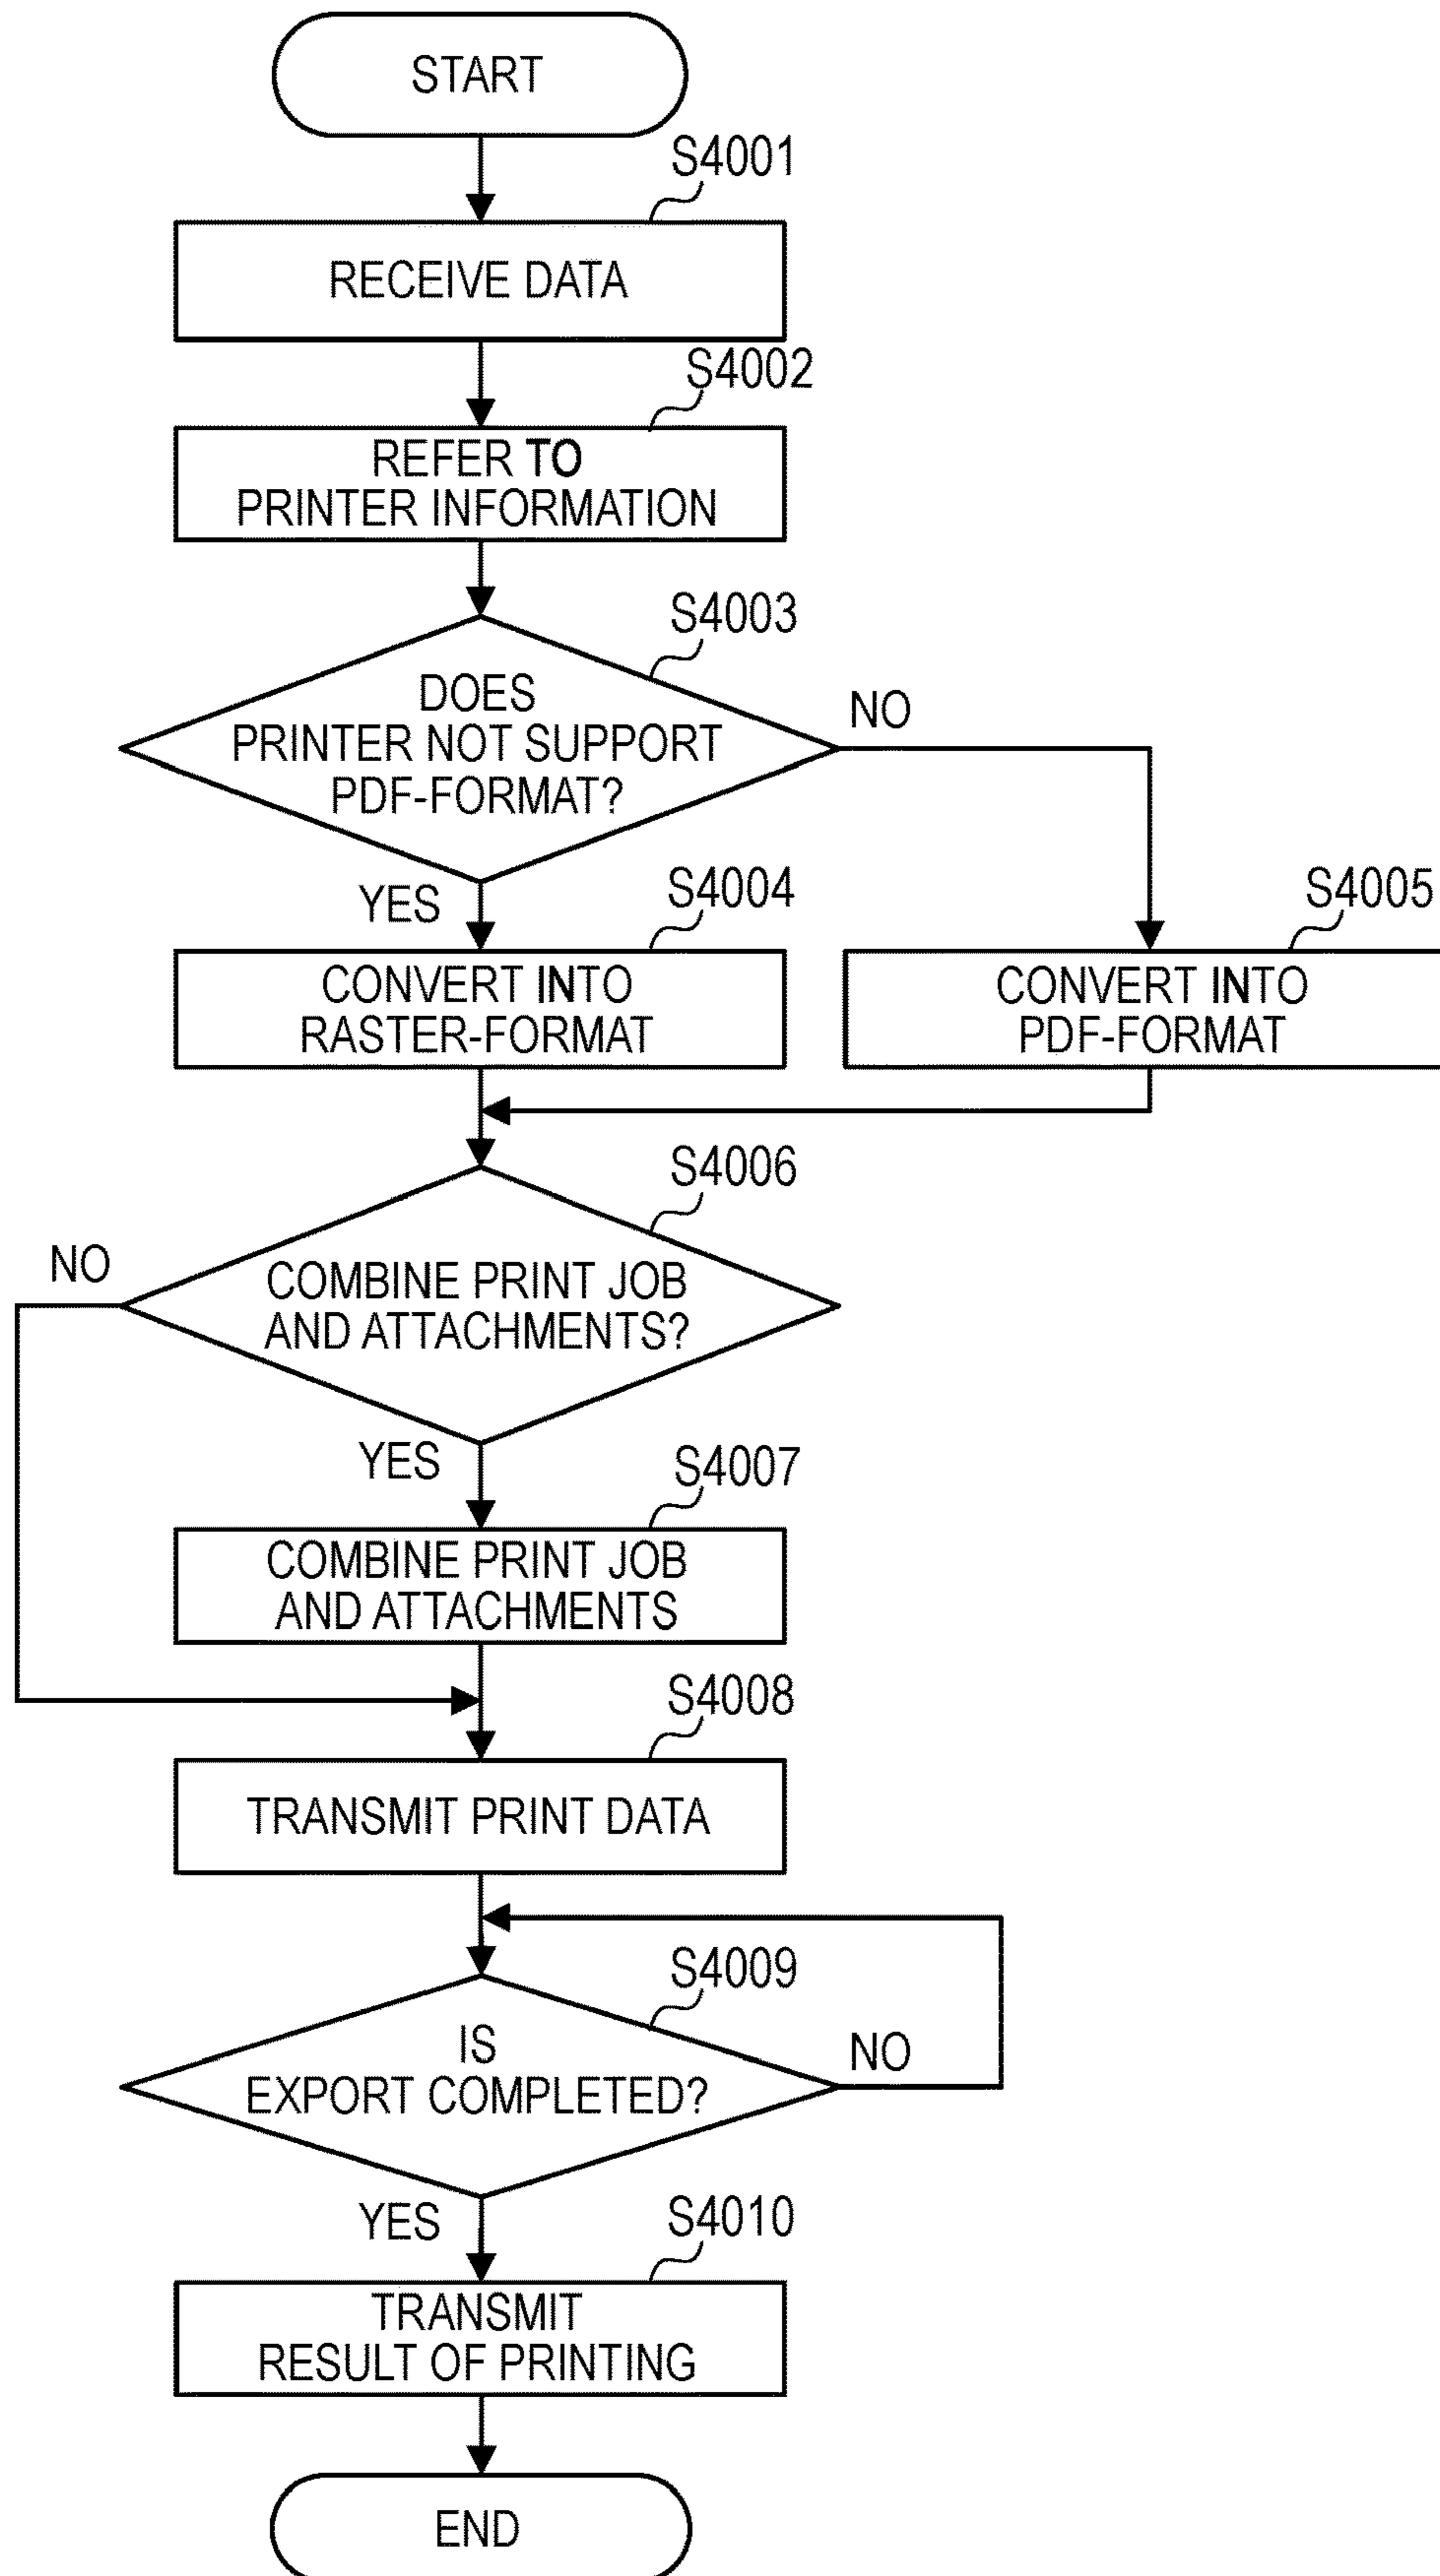 START
S4001
RECEIVE DATA
S4002
REFER TO
PRINTER INFORMATION
S4003
DOES
PRINTER NOT SUPPORT
PDF-FORMAT?
NO
YES
S4004
S4005
CONVERT INTO
RASTER-FORMAT
CONVERT INTO
PDF-FORMAT
S4006
NO
COMBINE PRINT JOB
AND ATTACHMENTS?
YES
S4007
COMBINE PRINT JOB
AND ATTACHMENTS
S4008
TRANSMIT PRINT DATA
S4009
IS
EXPORT COMPLETED?
NO
YES
S4010
TRANSMIT
RESULT OF PRINTING
END